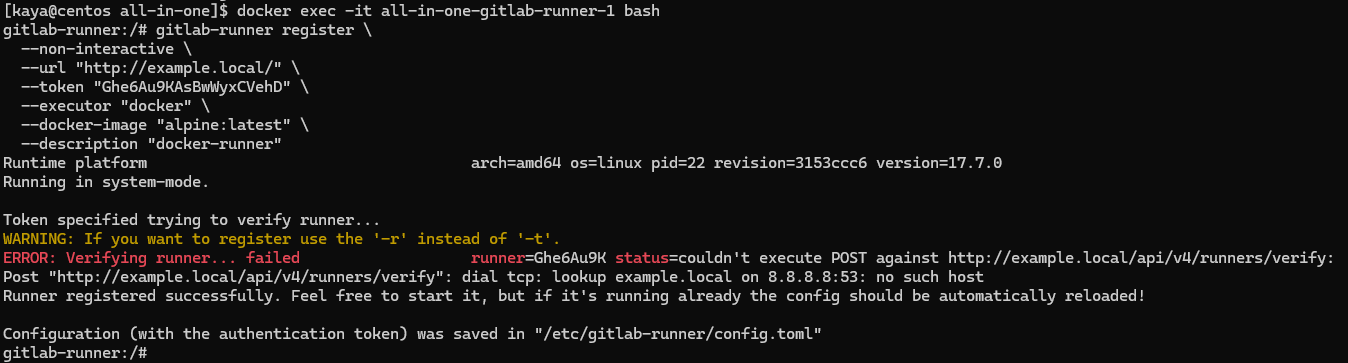 [kaya@centos all-in-one]$ docker exec -it all-in-one-gitlab-runner-1 bash
gitlab-runner:/# gitlab-runner register \
  --non-interactive \
  --url "http://example.local/" \
  --token "Ghe6Au9KAsBwWyxCVehD" \
  --executor "docker" \
  --docker-image "alpine:latest" \
  --description "docker-runner"
Runtime platform                                    arch=amd64 os=linux pid=22 revision=3153ccc6 version=17.7.0
Running in system-mode.

Token specified trying to verify runner...
WARNING: If you want to register use the '-r' instead of '-t'.
ERROR: Verifying runner... failed                   runner=Ghe6Au9K status=couldn't execute POST against http://example.local/api/v4/runners/verify:
Post "http://example.local/api/v4/runners/verify": dial tcp: lookup example.local on 8.8.8.8:53: no such host
Runner registered successfully. Feel free to start it, but if it's running already the config should be automatically reloaded!

Configuration (with the authentication token) was saved in "/etc/gitlab-runner/config.toml"
gitlab-runner:/#